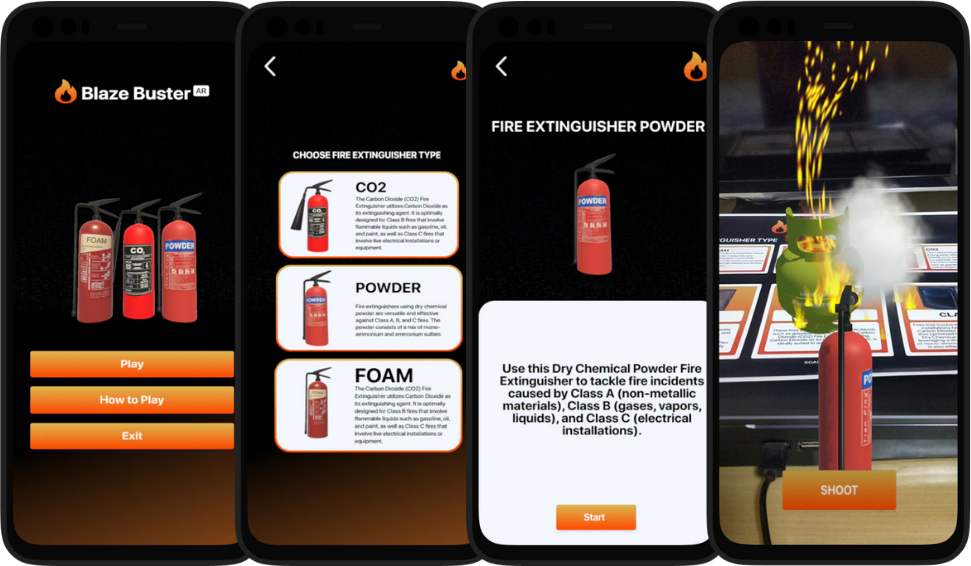 Blaze Buster AR
FOAM
CO₂
POWDER
Play
How to Play
Exit
CHOOSE FIRE EXTINGUISHER TYPE
CO2
The Carbon Dioxide (CO2) Fire
Extinguisher utilizes Carbon Dioxide as
its extinguishing agent. It is optimally
designed for Class B fires that involve
flammable liquids such as gasoline, oil,
and paint, as well as Class C fires that
involve live electrical installations or
equipment.
CO₂
POWDER
Fire extinguishers using dry chemical
powder are versatile and effective
against Class A, B, and C fires. The
powder consists of a mix of mono-
ammonium and ammonium sulfate.
POWDER
FOAM
The Carbon Dioxide (CO2) Fire
Extinguisher utilizes Carbon Dioxide as
its extinguishing agent. It is optimally
designed for Class B fires that involve
flammable liquids such as gasoline, oil,
and paint, as well as Class C fires that
involve live electrical installations or
equipment.
FOAM
FIRE EXTINGUISHER POWDER
POWDER
Use this Dry Chemical Powder Fire
Extinguisher to tackle fire incidents
caused by Class A (non-metallic
materials), Class B (gases, vapors,
liquids), and Class C (electrical
installations).
Start
GUISHER TYPE
CLA
SCA
PO
SHOOT